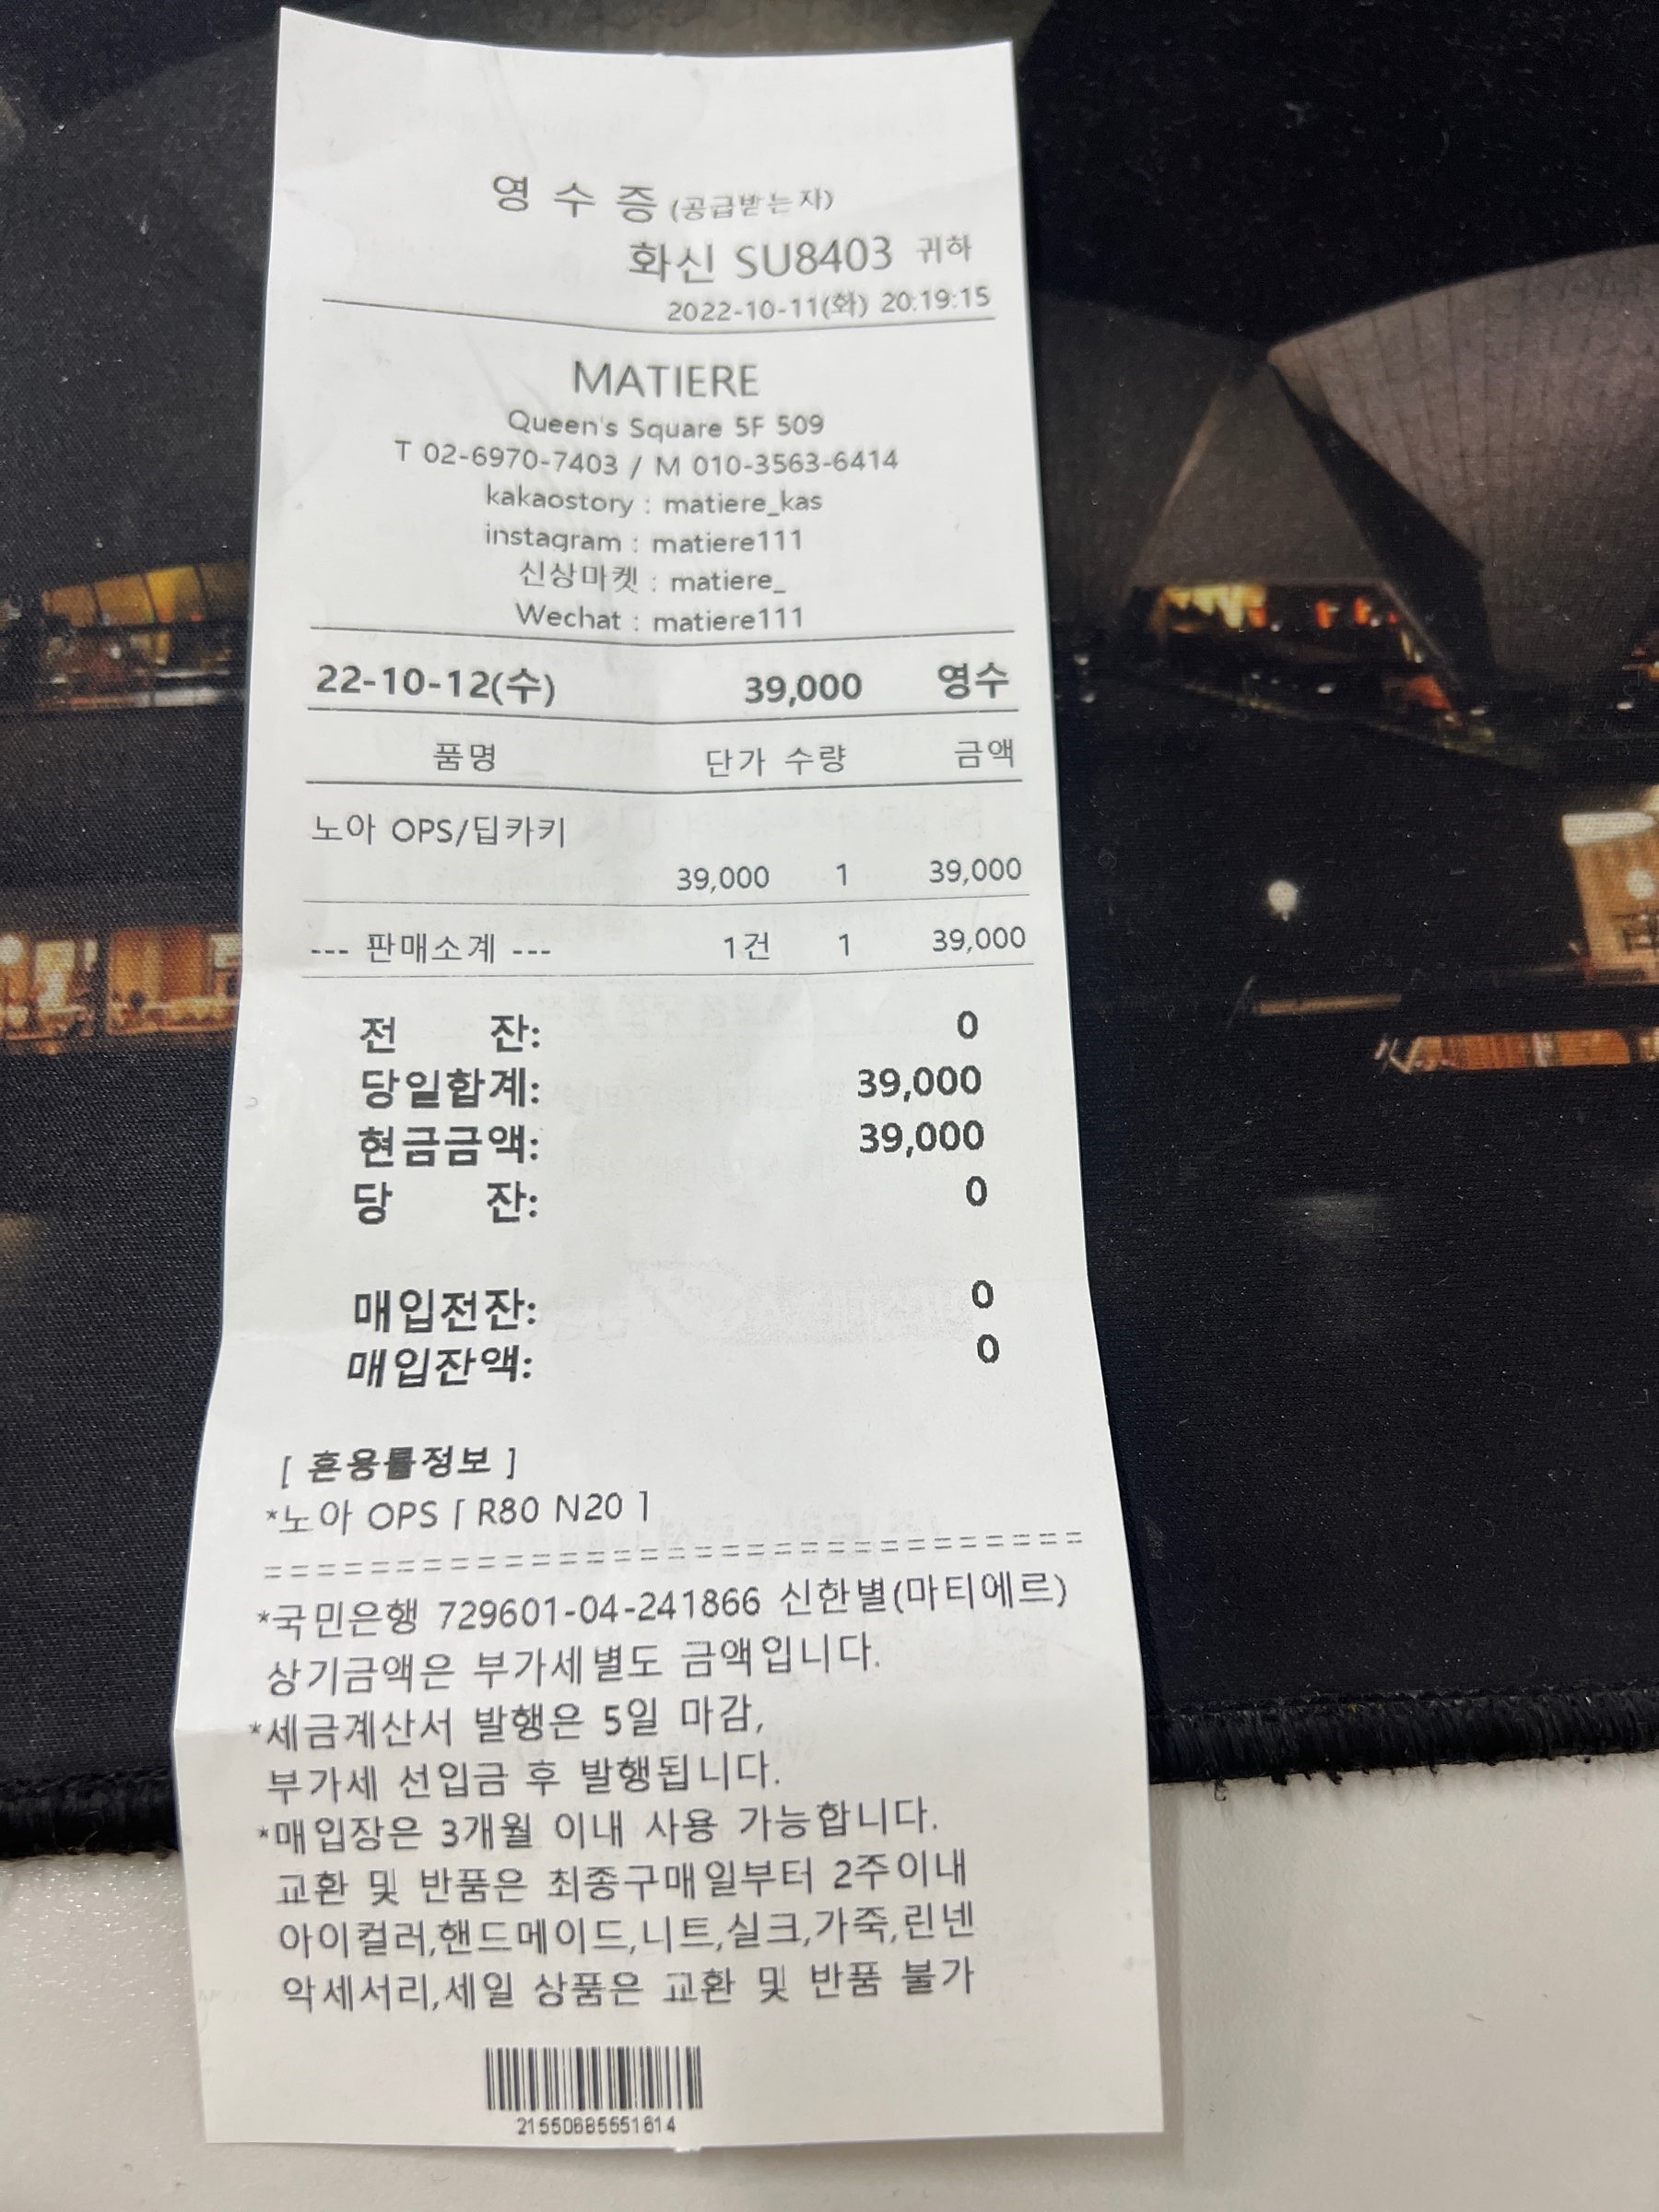 영 수 증 (공급받는자)
화신 SU8403 귀하
2022-10-11(화) 20:19:15
MATIERE
Queen's Square 5F 509
T 02-6970-7403 / M 010-3563-6414
kakaostory : matiere_kas
instagram : matiere111
신상마켓 : matiere_
Wechat : matiere111
22-10-12(수) 39,000 영수
품명 단가 수량 금액
노아 OPS/딥카키
39,000 1 39,000
--- 판매소계 --- 1건 1 39,000
전 잔: 0
당일합계: 39,000
현금금액: 39,000
당 잔: 0
매입전잔: 0
매입잔액: 0
[ 혼용률정보 ]
*노아 OPS [ R80 N20 ]
===============================
*국민은행 729601-04-241866 신한별(마티에르)
상기금액은 부가세별도 금액입니다.
*세금계산서 발행은 5일 마감,
부가세 선입금 후 발행됩니다.
*매입장은 3개월 이내 사용 가능합니다.
교환 및 반품은 최종구매일부터 2주이내
아이컬러,핸드메이드,니트,실크,가죽,린넨
악세서리,세일 상품은 교환 및 반품 불가
21550685551614